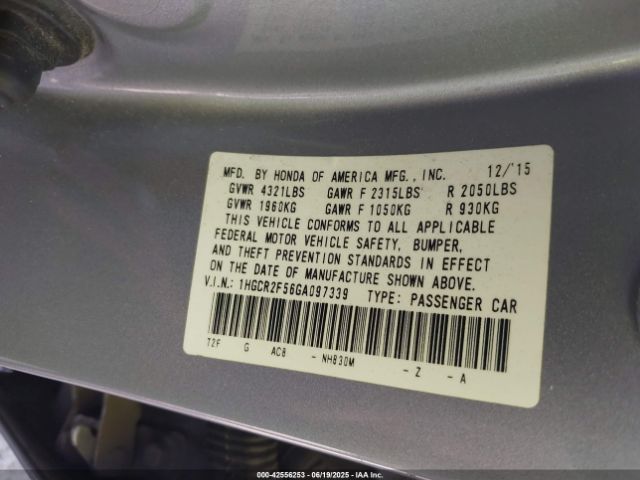 MFD. BY HONDA OF AMERICA MFG., INC. 12/'15
GVWR 4321LBS GAWR F 2315LBS R 2050LBS
GVWR 1960KG GAWR F 1050KG R 930KG
THIS VEHICLE CONFORMS TO ALL APPLICABLE
FEDERAL MOTOR VEHICLE SAFETY, BUMPER,
AND THEFT PREVENTION STANDARDS IN EFFECT
ON THE DATE OF MANUFACTURE SHOWN ABOVE.
V.I.N.: 1HGCR2F56GA097339 TYPE: PASSENGER CAR
T2F G AC8 - NH830M - Z - A
000-42556253 - 06/19/2025 - IAAI.COM